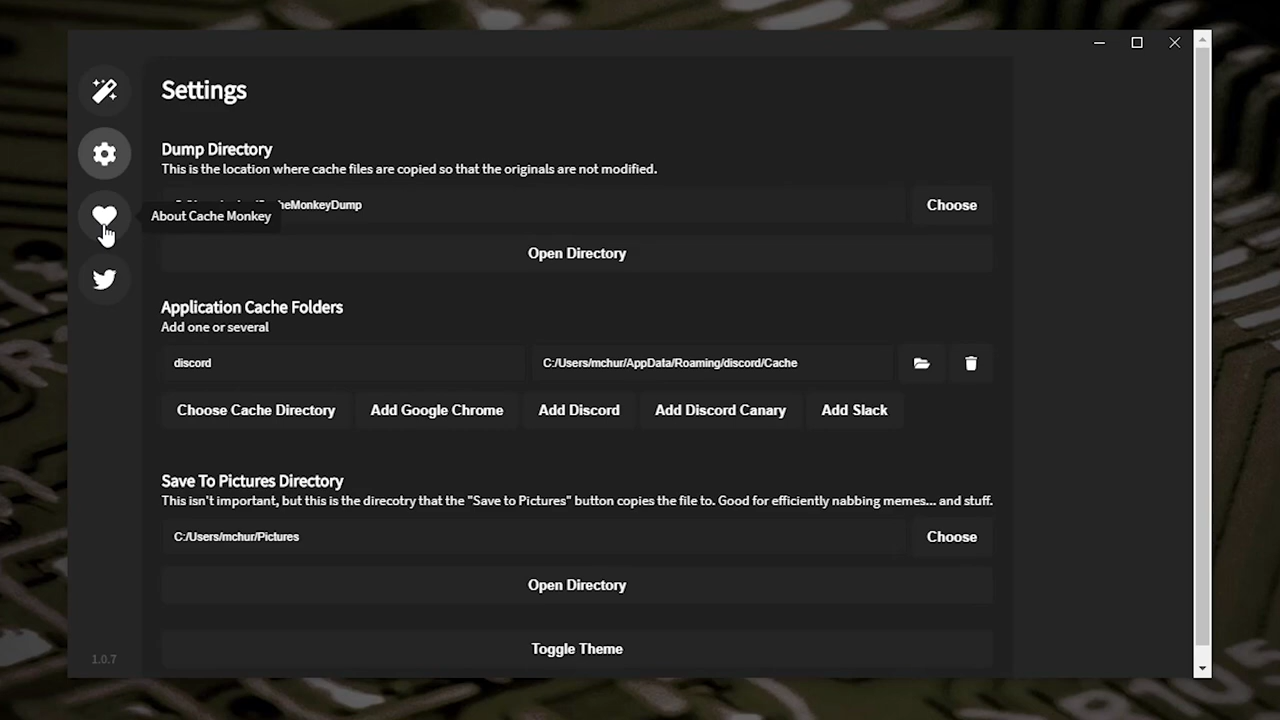 Settings
Dump Directory
This is the location where cache files are copied so that the originals are not modified.
CacheMonkeyDump
Choose
About Cache Monkey
Open Directory
Application Cache Folders
Add one or several
discord
C:/Users/mchur/AppData/Roaming/discord/Cache
Choose Cache Directory
Add Google Chrome
Add Discord
Add Discord Canary
Add Slack
Save To Pictures Directory
This isn't important, but this is the direcotry that the "Save to Pictures" button copies the file to. Good for efficiently nabbing memes... and stuff.
C:/Users/mchur/Pictures
Choose
Open Directory
Toggle Theme
1.0.7